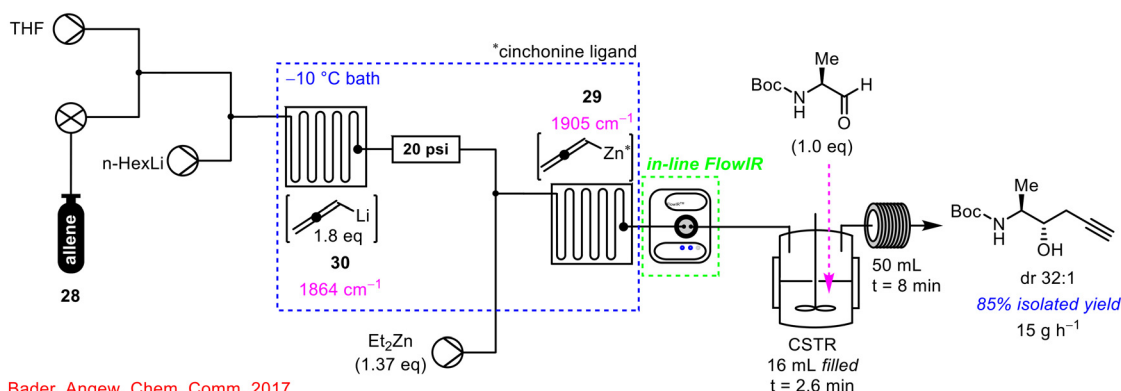 THF
*cinchonine ligand
–10 °C bath
29
1905 cm⁻¹
Zn*
Me
BocN
H
H
O
(1.0 eq)
20 psi
n-HexLi
in-line FlowIR
Li
1.8 eq
30
1864 cm⁻¹
allene
28
Me
BocN
H
OH
50 mL
t = 8 min
dr 32:1
85% isolated yield
15 g h⁻¹
Et₂Zn
(1.37 eq)
CSTR
16 mL filled
t = 2.6 min
Bader, Angew. Chem. Comm. 2017